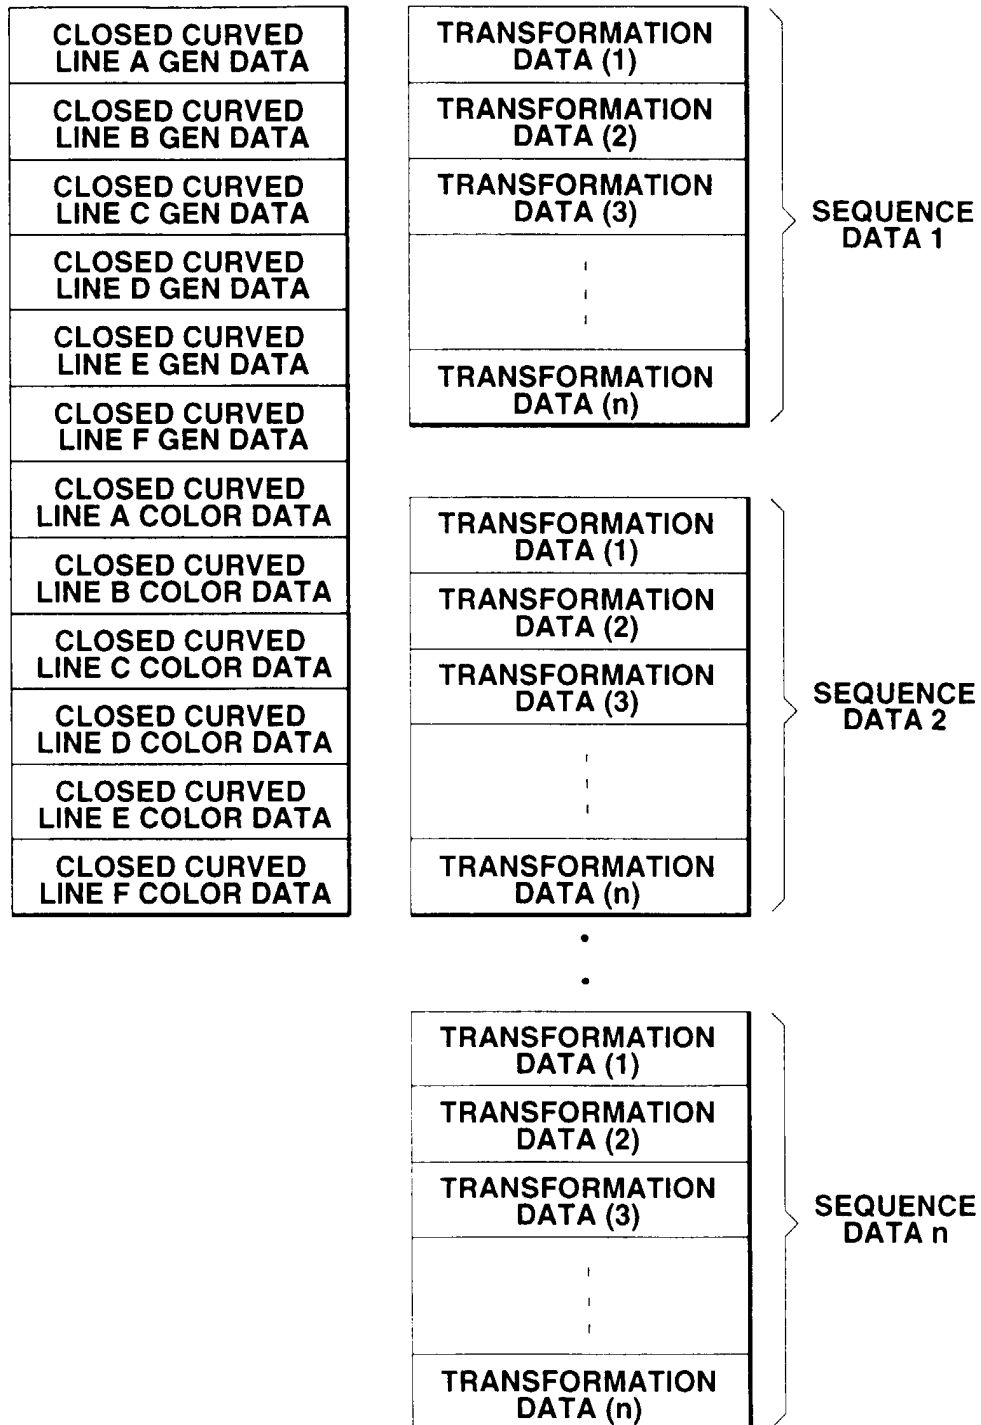 CLOSED CURVED
LINE A GEN DATA
CLOSED CURVED
LINE B GEN DATA
CLOSED CURVED
LINE C GEN DATA
CLOSED CURVED
LINE D GEN DATA
CLOSED CURVED
LINE E GEN DATA
CLOSED CURVED
LINE F GEN DATA
CLOSED CURVED
LINE A COLOR DATA
CLOSED CURVED
LINE B COLOR DATA
CLOSED CURVED
LINE C COLOR DATA
CLOSED CURVED
LINE D COLOR DATA
CLOSED CURVED
LINE E COLOR DATA
CLOSED CURVED
LINE F COLOR DATA
TRANSFORMATION
DATA (1)
TRANSFORMATION
DATA (2)
TRANSFORMATION
DATA (3)
TRANSFORMATION
DATA (n)
SEQUENCE
DATA 1
TRANSFORMATION
DATA (1)
TRANSFORMATION
DATA (2)
TRANSFORMATION
DATA (3)
TRANSFORMATION
DATA (n)
SEQUENCE
DATA 2
TRANSFORMATION
DATA (1)
TRANSFORMATION
DATA (2)
TRANSFORMATION
DATA (3)
TRANSFORMATION
DATA (n)
SEQUENCE
DATA n